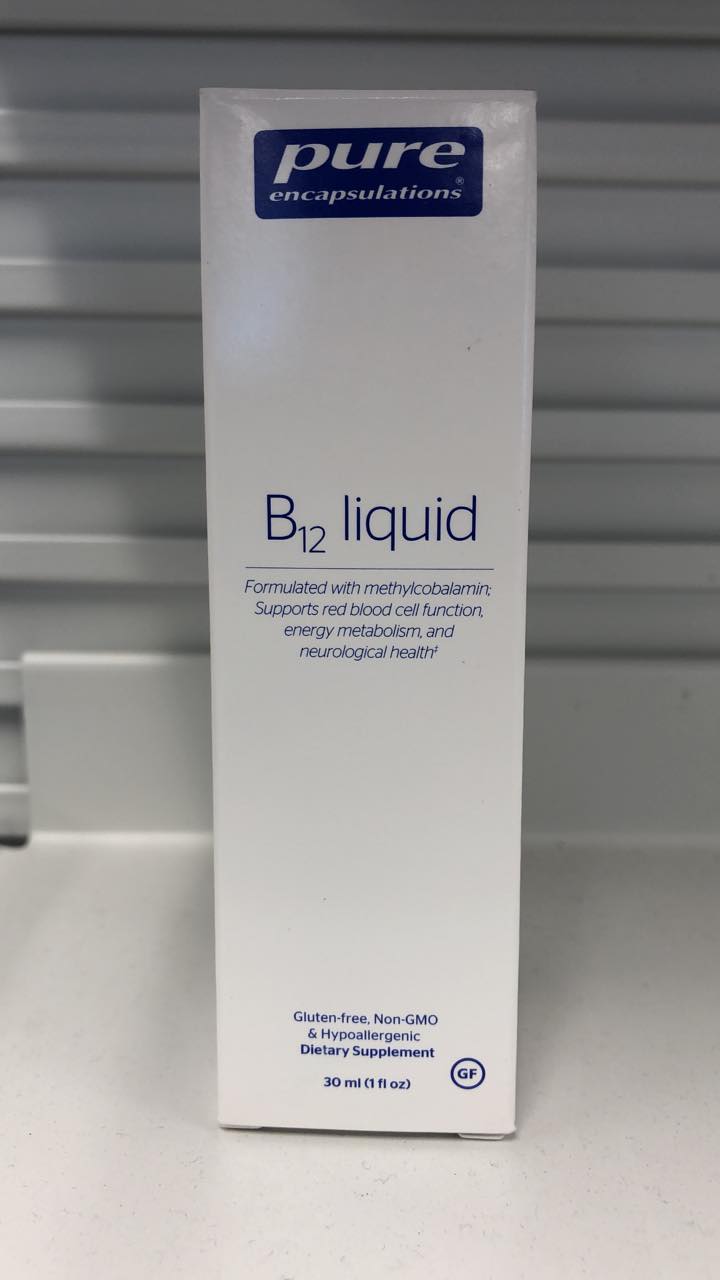 pure
encapsulations®
B₁₂ liquid
Formulated with methylcobalamin;
Supports red blood cell function,
energy metabolism, and
neurological health‡
Gluten-free, Non-GMO
& Hypoallergenic
Dietary Supplement
30 ml (1 fl oz)
GF